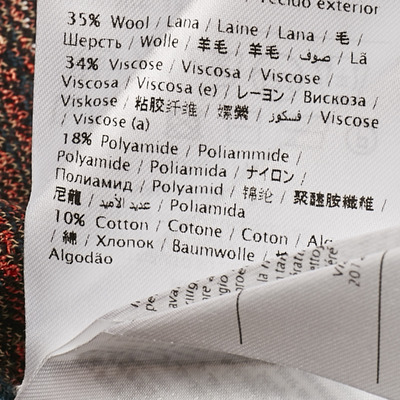 Tecido exterior
35% Wool / Lana / Laine / Lana / 毛 /
Шерсть / Wolle / 羊毛 / 羊毛 / صوف / Lã
34% Viscose / Viscosa / Viscose /
Viscosa / Viscosa (e) / レーヨン / Вискоза /
Viskose / 粘胶纤维 / 嫘縈 / فسكوز / Viscose
/ Viscose (a)
18% Polyamide / Poliammide /
Polyamide / Poliamida / ナイロン /
Полиамид / Polyamid / 锦纶 / 聚醯胺纖維 /
尼龍 / عديد الأميد / Poliamida
10% Cotton / Cotone / Coton /
/ 綿 / Хлопок / Baumwolle /
Algodão